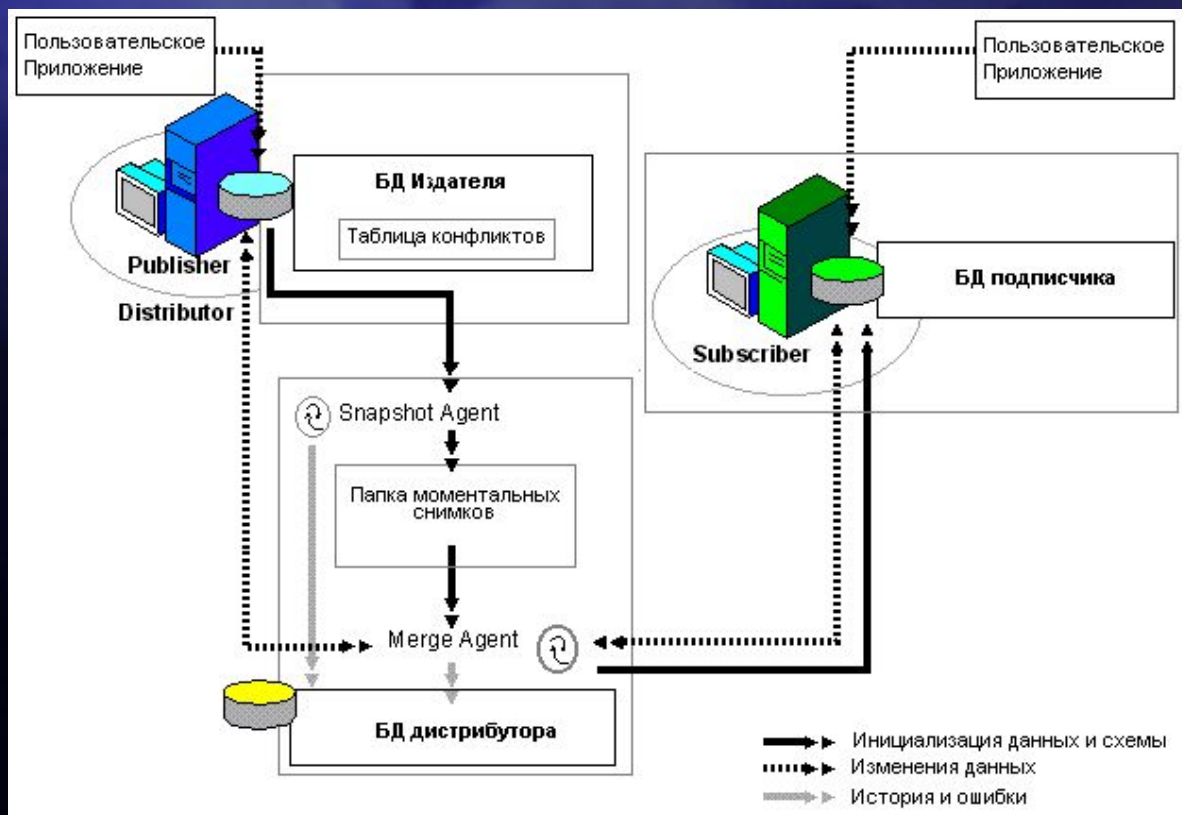 Пользовательское
Приложение
Пользовательское
Приложение
БД Издателя
Таблица конфликтов
Publisher
Distributor
БД подписчика
Subscriber
Snapshot Agent
Папка моментальных
снимков
Merge Agent
БД дистрибутора
Инициализация данных и схемы
Изменения данных
История и ошибки